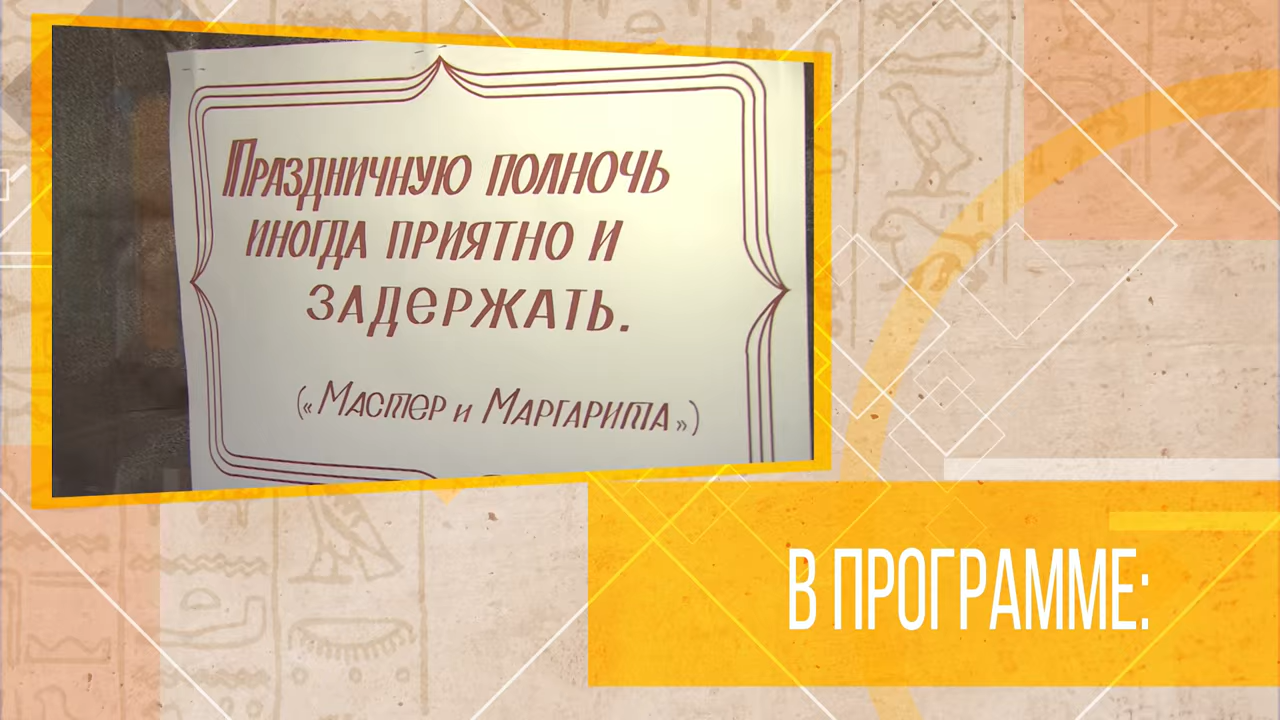 Праздничную полночь
иногда приятно и
задержать.
(«Мастер и Маргарита»)
В ПРОГРАММЕ: